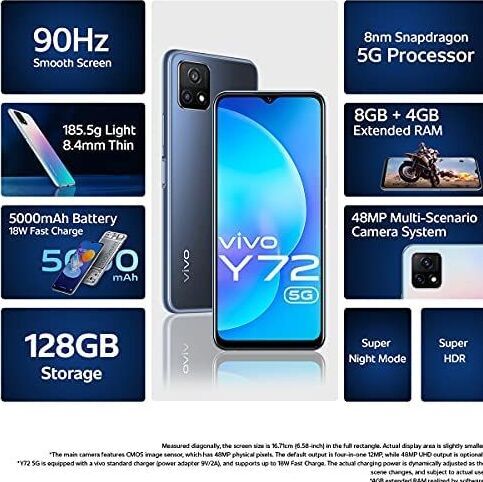 90Hz
Smooth Screen
8nm Snapdragon
5G Processor
185.5g Light
8.4mm Thin
8GB + 4GB
Extended RAM
5000mAh Battery
18W Fast Charge
5000
mAh
48MP Multi-Scenario
Camera System
vivo
Y72
5G
vivo
128GB
Storage
Super
Night Mode
Super
HDR
Measured diagonally, the screen size is 16.71cm (6.58-inch) in the full rectangle. Actual display area is slightly smalle
*The main camera features CMOS image sensor, which has 48MP physical pixels. The default output is four-in-one 12MP, while 48MP UHD output is optional
*Y72 5G is equipped with a vivo standard charger (power adapter 9V/2A), and supports up to 18W Fast Charge. The actual charging power is dynamically adjusted as the
scene changes, and subject to actual use
*4GB extended RAM realized by software